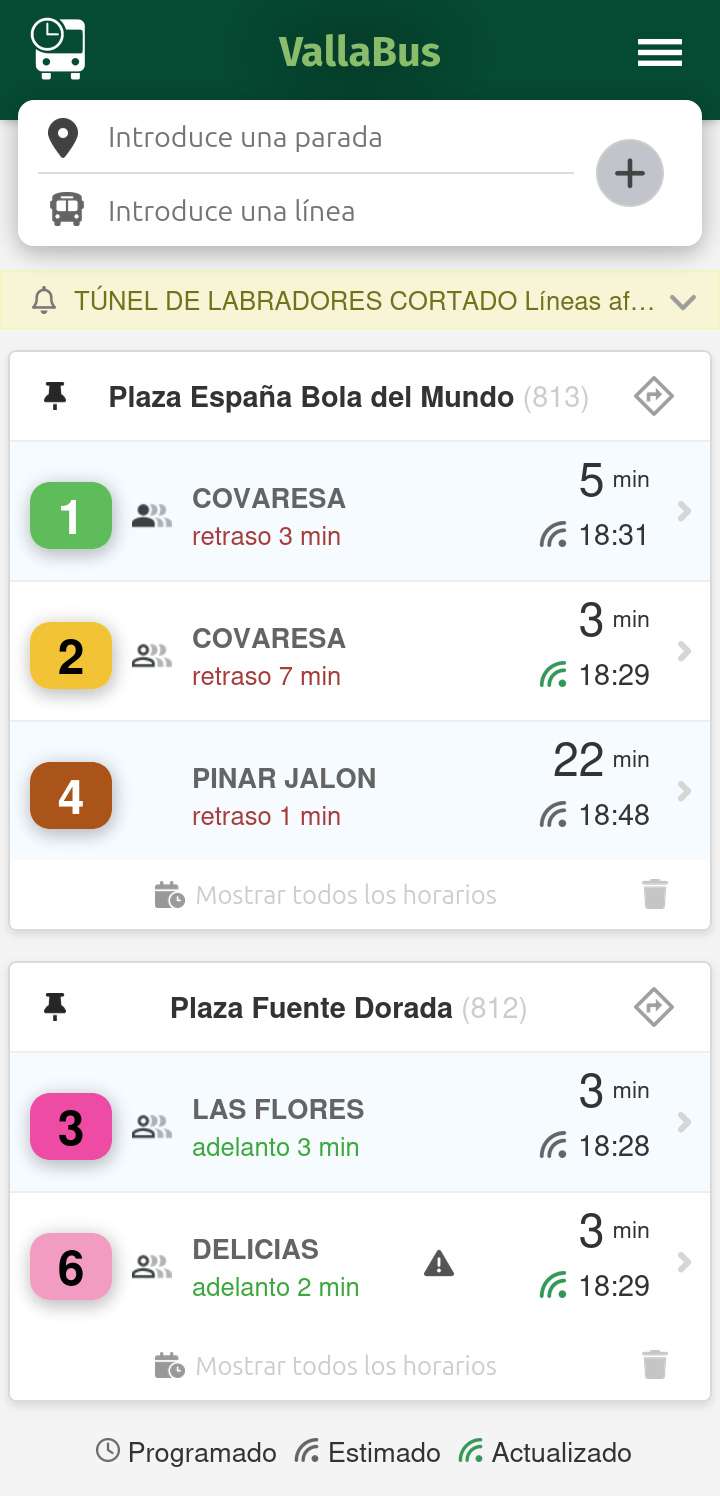 VallaBus
Introduce una parada
Introduce una línea
TÚNEL DE LABRADORES CORTADO Líneas af...
Plaza España Bola del Mundo (813)
1 COVARESA 5 min
retraso 3 min 18:31
2 COVARESA 3 min
retraso 7 min 18:29
4 PINAR JALON 22 min
retraso 1 min 18:48
Mostrar todos los horarios
Plaza Fuente Dorada (812)
3 LAS FLORES 3 min
adelanto 3 min 18:28
6 DELICIAS 3 min
adelanto 2 min 18:29
Mostrar todos los horarios
Programado Estimado Actualizado